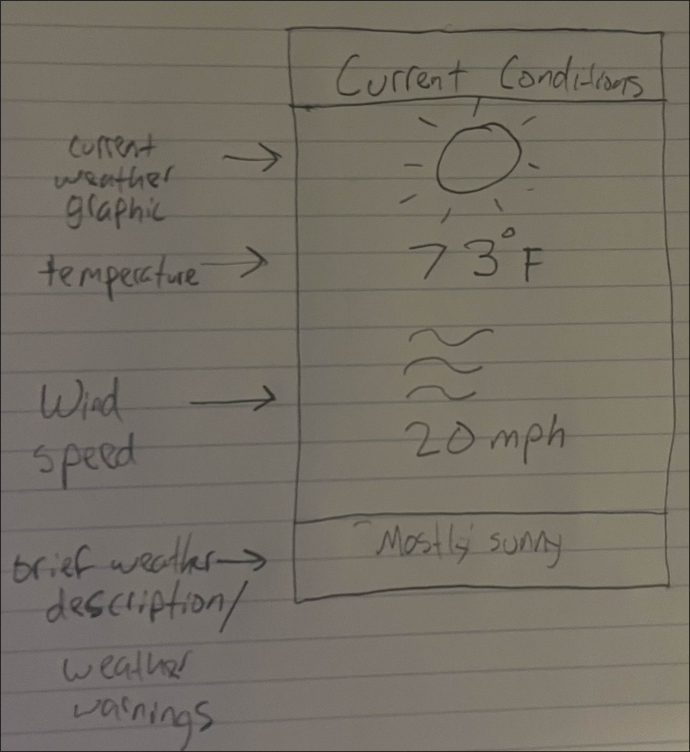 Current Conditions
current
weather
graphic
temperature
73°F
Wind
speed
20 mph
Mostly sunny
brief weather
description/
weather
warnings